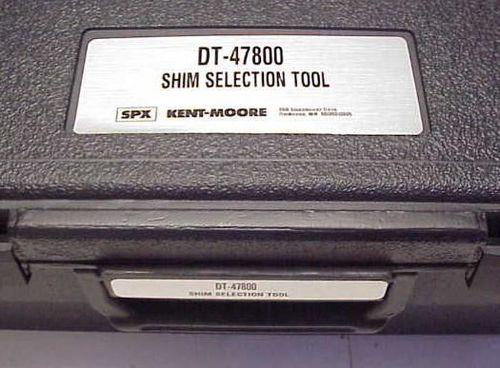 DT-47800
SHIM SELECTION TOOL
SPX KENT-MOORE
DT-47800
SHIM SELECTION TOOL